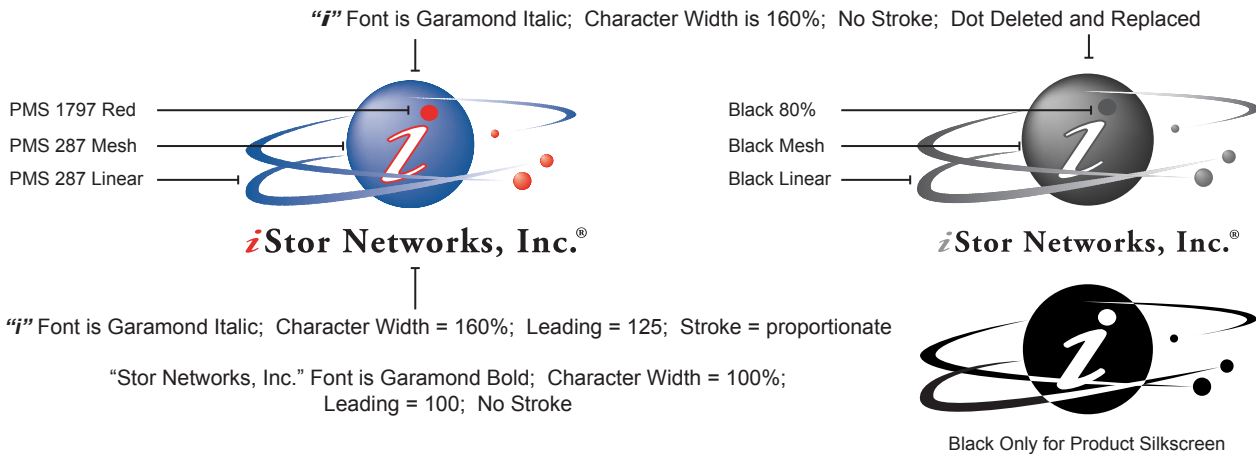 “i” Font is Garamond Italic; Character Width is 160%; No Stroke; Dot Deleted and Replaced
PMS 1797 Red
PMS 287 Mesh
PMS 287 Linear
i
iStor Networks, Inc.®
Black 80%
Black Mesh
Black Linear
i
iStor Networks, Inc.®
“i” Font is Garamond Italic; Character Width = 160%; Leading = 125; Stroke = proportionate
“Stor Networks, Inc.” Font is Garamond Bold; Character Width = 100%;
Leading = 100; No Stroke
i
Black Only for Product Silkscreen